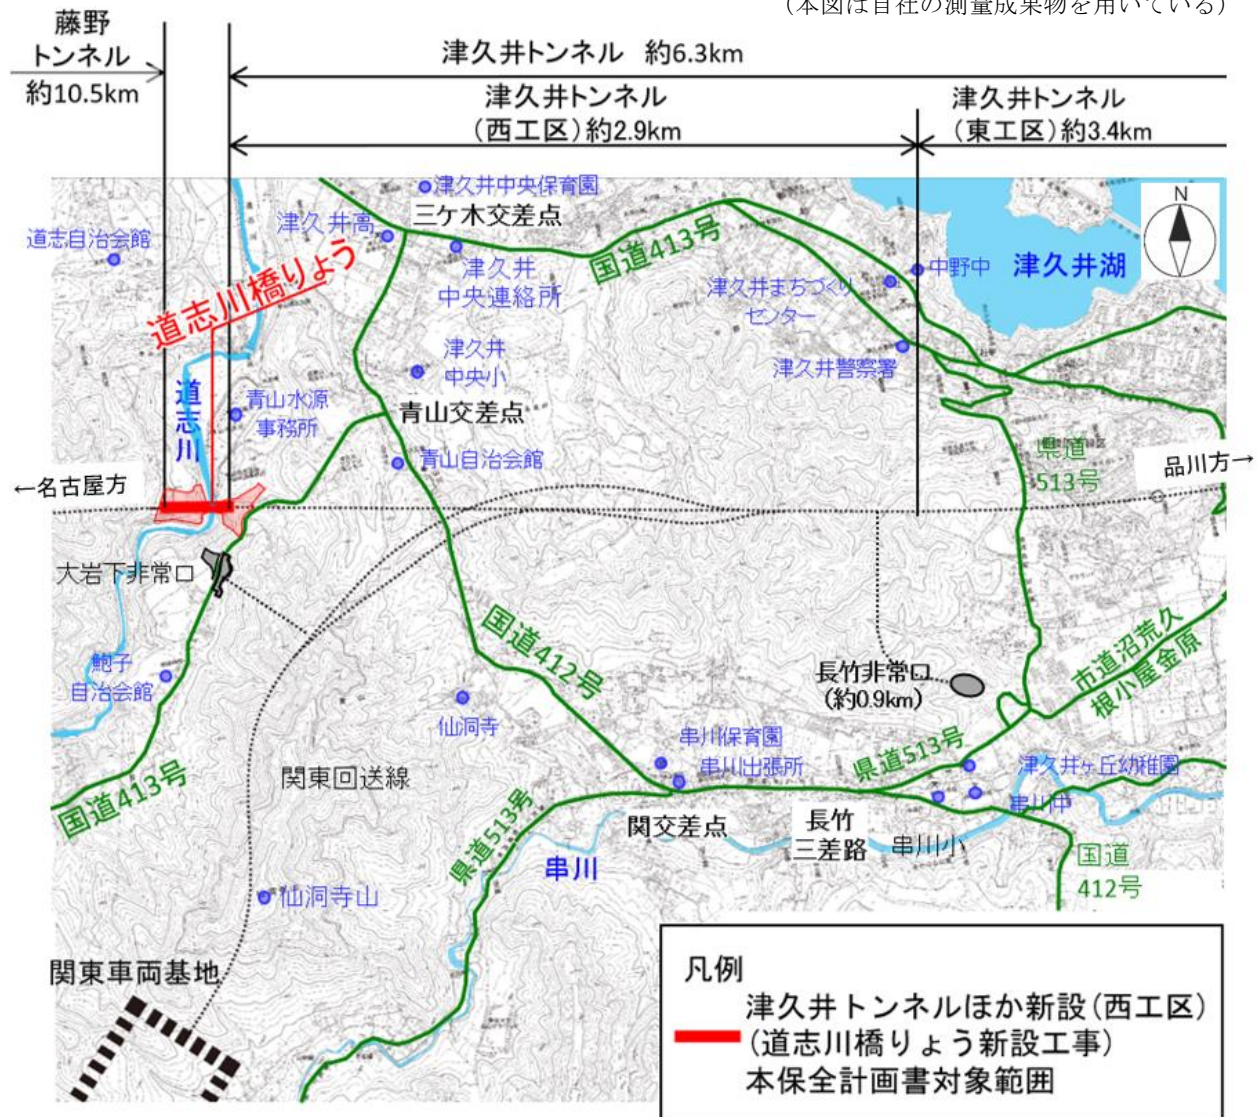 (本図は自社の測量成果物を用いている)
藤野
トンネル
約10.5km
津久井トンネル 約6.3km
津久井トンネル
(西工区)約2.9km
津久井トンネル
(東工区)約3.4km
N
津久井中央保育園
三ケ木交差点
津久井高
道志自治会館
津久井
中央連絡所
国道413号
津久井まちづくり
センター
中野中
津久井湖
道志川橋りょう
津久井
中央小
津久井警察署
道志川
青山水源
事務所
青山交差点
青山自治会館
県道
513号
品川方→
←名古屋方
大岩下非常口
国道412号
鮑子
自治会館
仙洞寺
長竹非常口
(約0.9km)
市道沼荒久
根小屋金原
関東回送線
串川保育園
串川出張所
県道513号
津久井ヶ丘幼稚園
串川中
国道413号
県道513号
関交差点
長竹
三差路
串川小
串川
国道
412号
仙洞寺山
関東車両基地
凡例
津久井トンネルほか新設(西工区)
(道志川橋りょう新設工事)
本保全計画書対象範囲